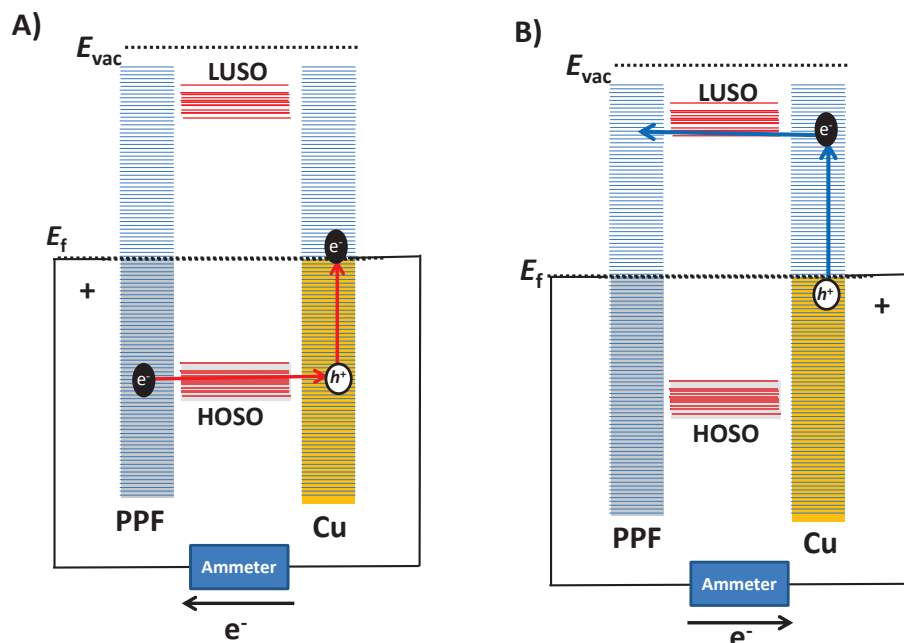 A)
E_vac
LUSO
e-
E_f
+
e-
h+
HOSO
PPF
Cu
Ammeter
e-
B)
E_vac
LUSO
e-
E_f
h+
+
HOSO
PPF
Cu
Ammeter
e-